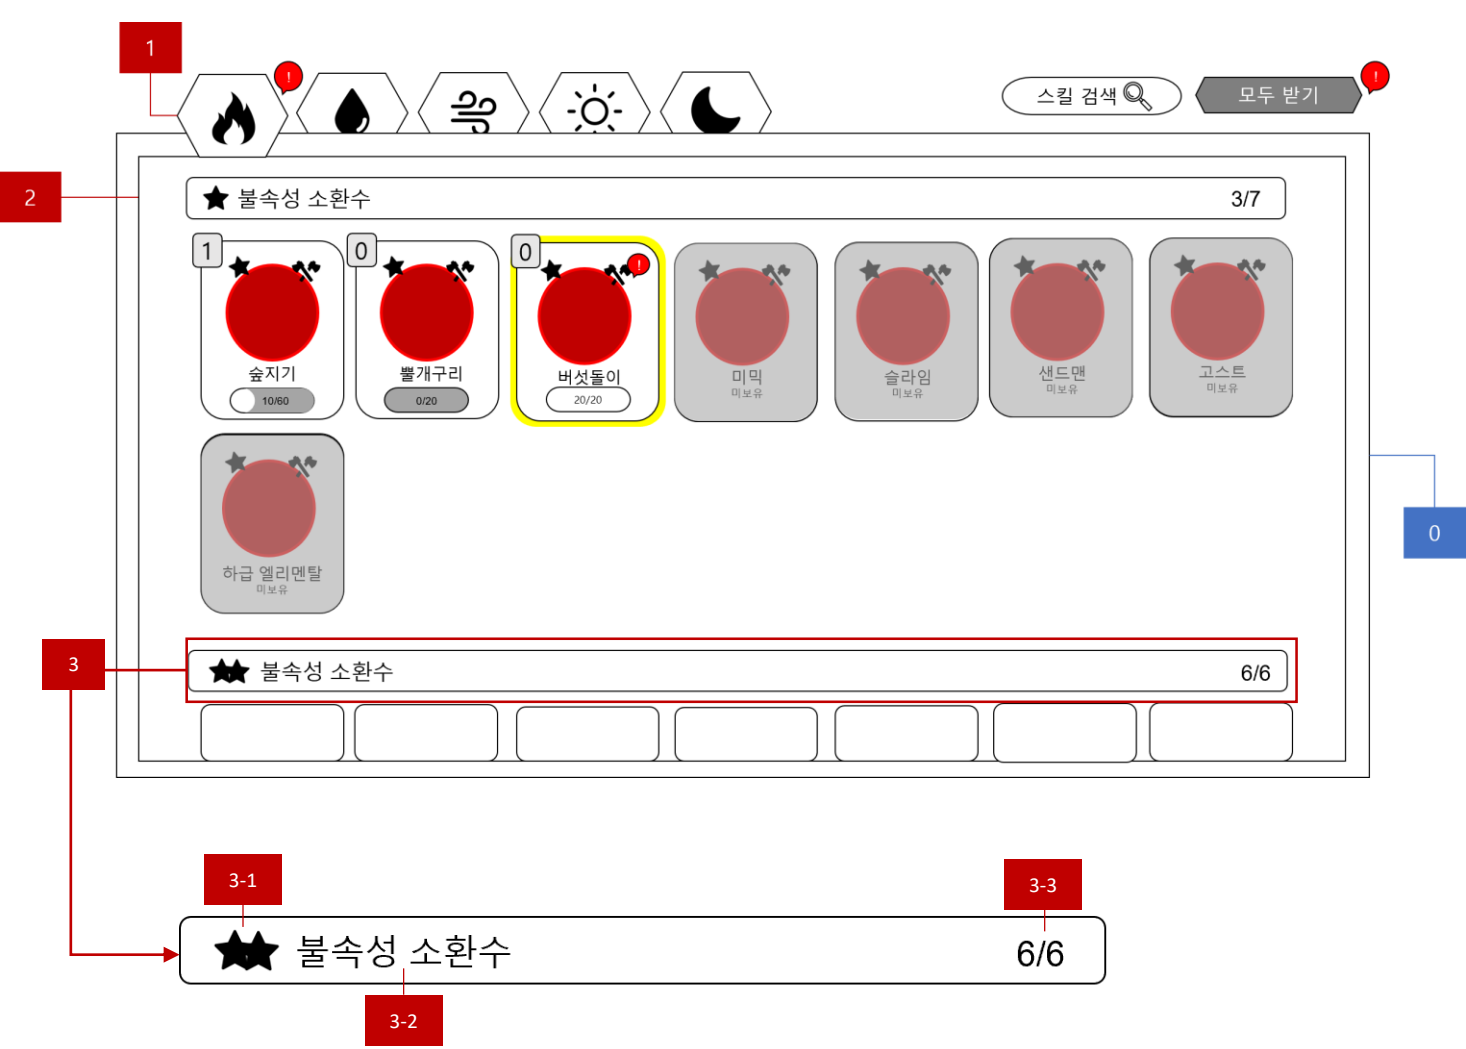 1
!
!
스킬 검색
모두 받기
2
불속성 소환수
3/7
1
0
0
!
숲지기
뿔개구리
버섯돌이
미믹
슬라임
샌드맨
고스트
10/60
0/20
20/20
미보유
미보유
미보유
미보유
하급 엘리멘탈
미보유
0
3
불속성 소환수
6/6
3-1
3-3
불속성 소환수
6/6
3-2